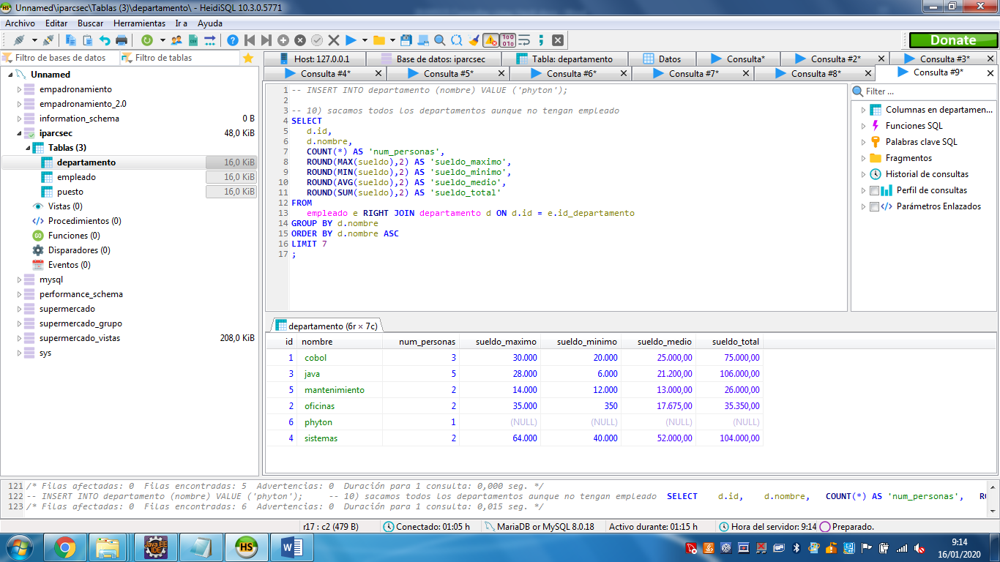 Unnamed\iparcsec\Tablas (3)\departamento\ - HeidiSQL 10.3.0.5771
Archivo Editar Buscar Herramientas Ir a Ayuda
Donate
Filtro de bases de datos
Filtro de tablas
Unnamed
empadronamiento
empadronamiento_2.0
information_schema 0 B
iparcsec 48,0 KiB
Tablas (3)
departamento 16,0 KiB
empleado 16,0 KiB
puesto 16,0 KiB
Vistas (0)
Procedimientos (0)
Funciones (0)
Disparadores (0)
Eventos (0)
mysql
performance_schema
supermercado
supermercado_grupo
supermercado_vistas 208,0 KiB
sys
Host: 127.0.0.1
Base de datos: iparcsec
Tabla: departamento
Datos
Consulta*
Consulta #2*
Consulta #3*
Consulta #4*
Consulta #5*
Consulta #6*
Consulta #7*
Consulta #8*
Consulta #9*
1 -- INSERT INTO departamento (nombre) VALUE ('phyton');
2
3 -- 10) sacamos todos los departamentos aunque no tengan empleado
4 SELECT
5 d.id,
6 d.nombre,
7 COUNT(*) AS 'num_personas',
8 ROUND(MAX(sueldo),2) AS 'sueldo_maximo',
9 ROUND(MIN(sueldo),2) AS 'sueldo_minimo',
10 ROUND(AVG(sueldo),2) AS 'sueldo_medio',
11 ROUND(SUM(sueldo),2) AS 'sueldo_total'
12 FROM
13 empleado e RIGHT JOIN departamento d ON d.id = e.id_departamento
14 GROUP BY d.nombre
15 ORDER BY d.nombre ASC
16 LIMIT 7
17 ;
Filter ...
Columnas en departamen...
Funciones SQL
Palabras clave SQL
Fragmentos
Historial de consultas
Perfil de consultas
Parámetros Enlazados
departamento (6r × 7c)
id nombre num_personas sueldo_maximo sueldo_minimo sueldo_medio sueldo_total
1 cobol 3 30.000 20.000 25.000,00 75.000,00
3 java 5 28.000 6.000 21.200,00 106.000,00
5 mantenimiento 2 14.000 12.000 13.000,00 26.000,00
2 oficinas 2 35.000 350 17.675,00 35.350,00
6 phyton 1 (NULL) (NULL) (NULL) (NULL)
4 sistemas 2 64.000 40.000 52.000,00 104.000,00
121 /* Filas afectadas: 0 Filas encontradas: 5 Advertencias: 0 Duración para 1 consulta: 0,000 seg. */
122 -- INSERT INTO departamento (nombre) VALUE ('phyton'); -- 10) sacamos todos los departamentos aunque no tengan empleado SELECT d.id, d.nombre, COUNT(*) AS 'num_personas', RO
123 /* Filas afectadas: 0 Filas encontradas: 6 Advertencias: 0 Duración para 1 consulta: 0,015 seg. */
r17 : c2 (479 B) Conectado: 01:05 h MariaDB or MySQL 8.0.18 Activo durante: 01:15 h Hora del servidor: 9:14 Preparado.
Java EE
IDE
HS
W
9:14
16/01/2020